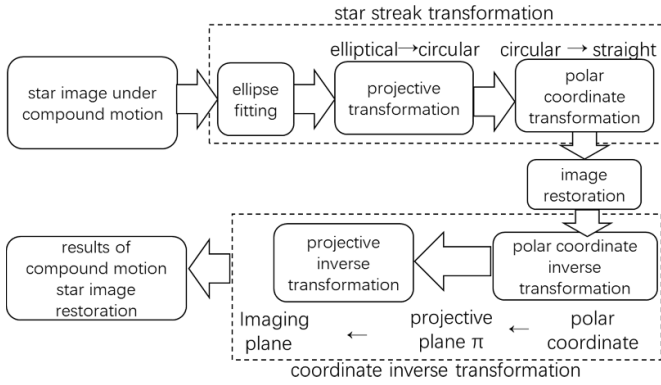 star streak transformation
elliptical→circular
circular → straight
star image under
compound motion
ellipse
fitting
projective
transformation
polar
coordinate
transformation
image
restoration
results of
compound motion
star image
restoration
projective
inverse
transformation
polar coordinate
inverse
transformation
Imaging
plane
←
projective
plane π
←
polar
coordinate
coordinate inverse transformation